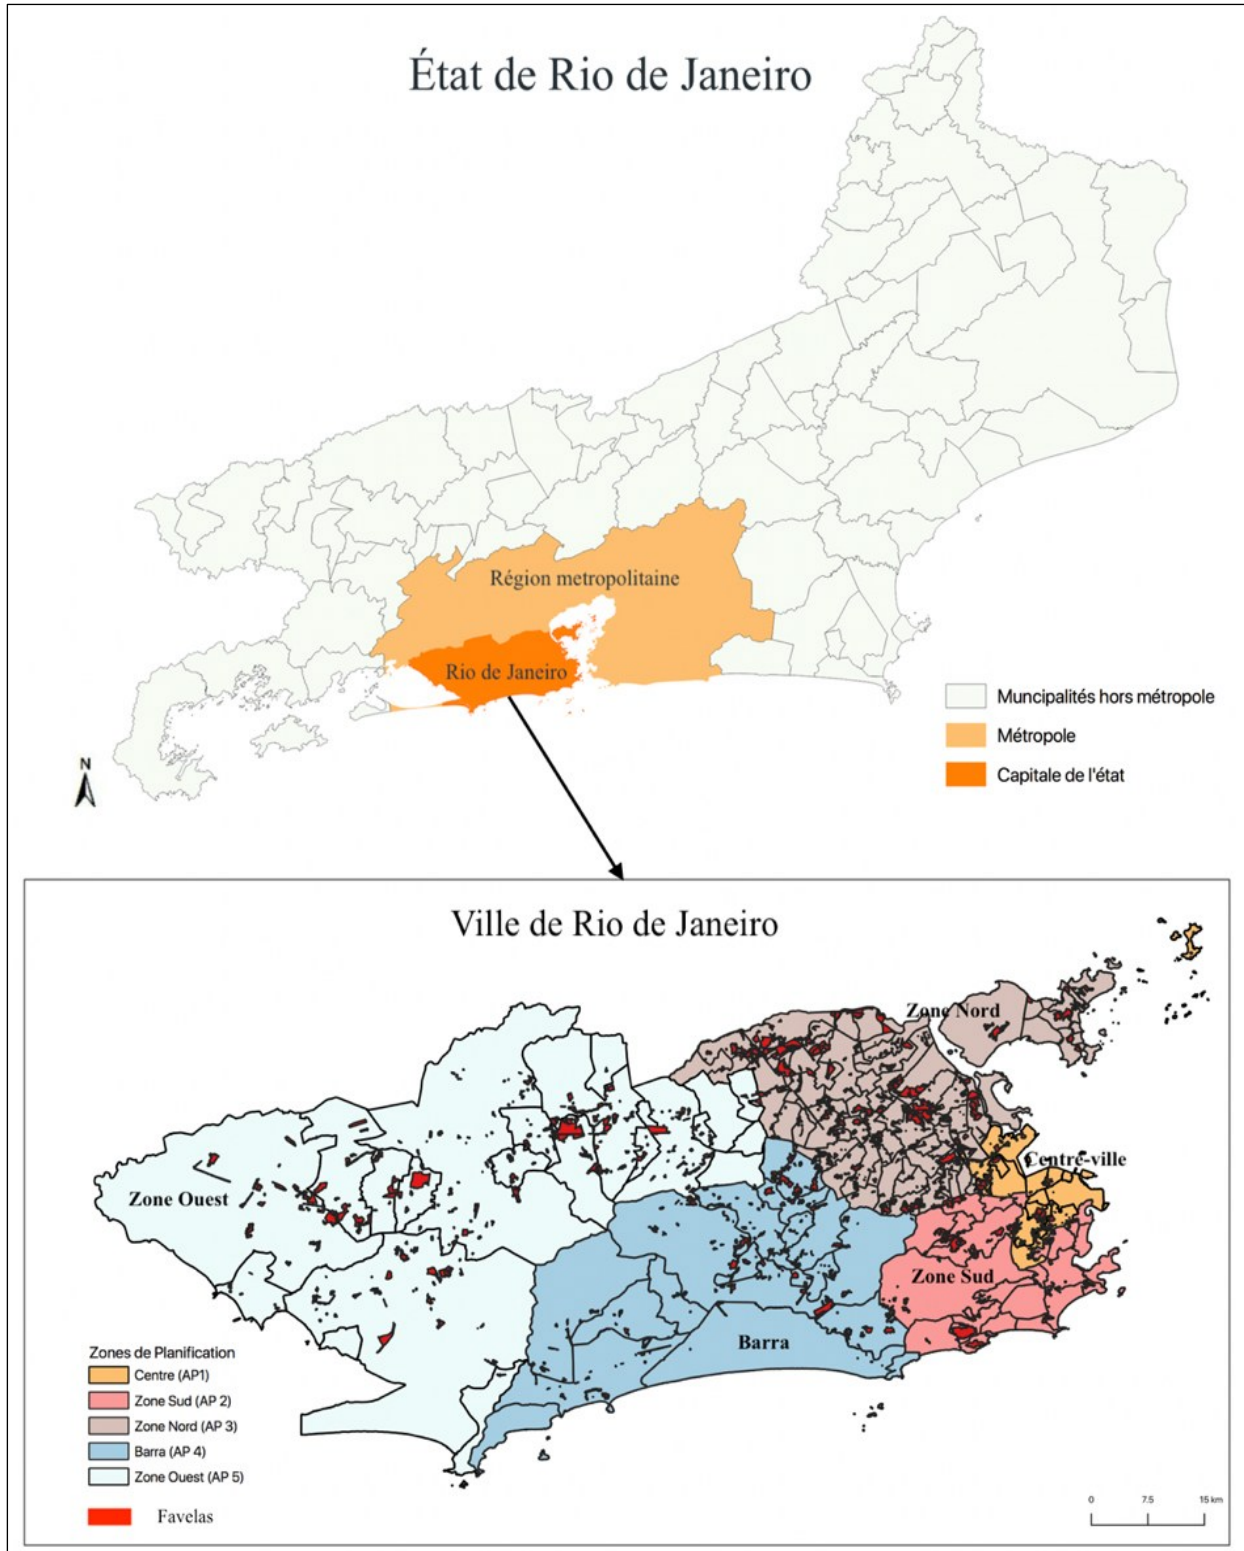 État de Rio de Janeiro
Région metropolitaine
Rio de Janeiro
Muncipalités hors métropole
Métropole
Capitale de l'état
N
Ville de Rio de Janeiro
Zone Nord
Centre-ville
Zone Ouest
Zone Sud
Barra
Zones de Planification
Centre (AP1)
Zone Sud (AP 2)
Zone Nord (AP 3)
Barra (AP 4)
Zone Ouest (AP 5)
Favelas
0 7.5 15 km